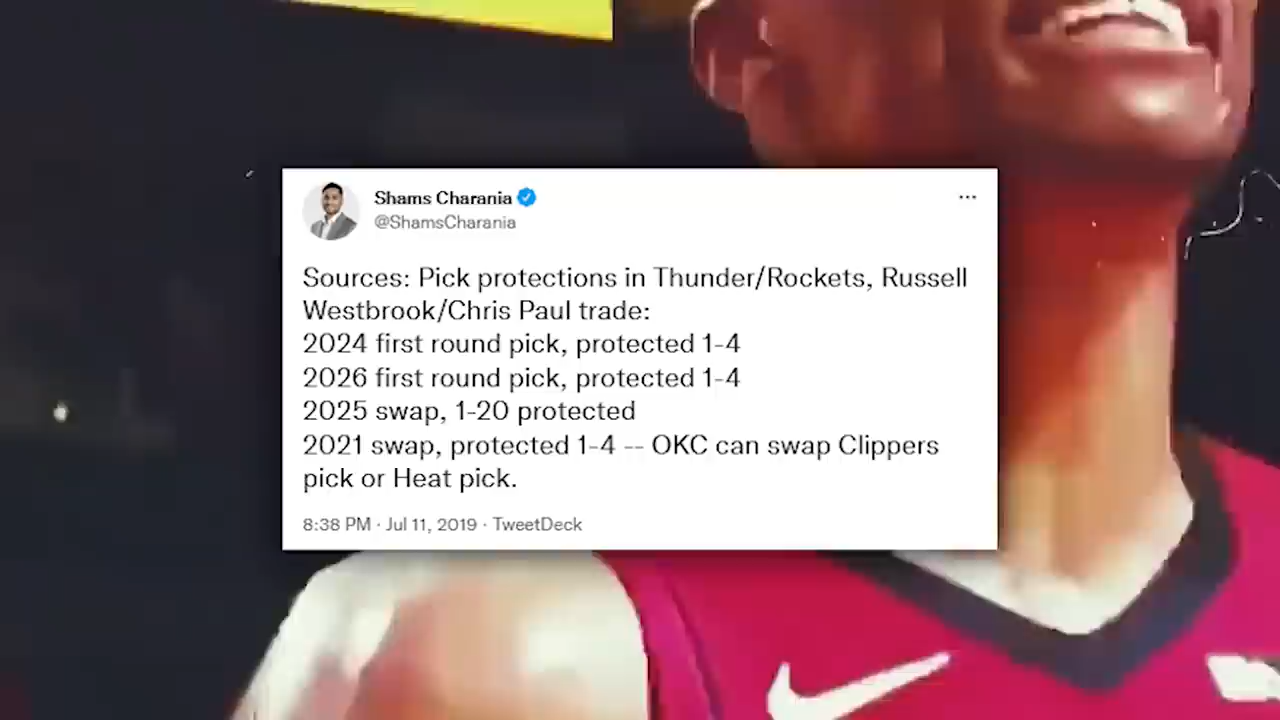 Shams Charania
@ShamsCharania
Sources: Pick protections in Thunder/Rockets, Russell
Westbrook/Chris Paul trade:
2024 first round pick, protected 1-4
2026 first round pick, protected 1-4
2025 swap, 1-20 protected
2021 swap, protected 1-4 -- OKC can swap Clippers
pick or Heat pick.
8:38 PM · Jul 11, 2019 · TweetDeck